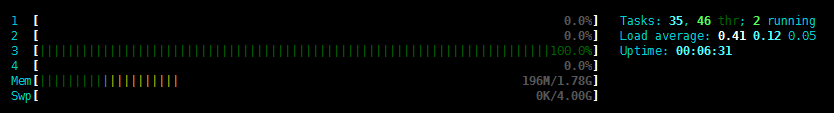 1 [ 0.0%] Tasks: 35, 46 thr; 2 running
2 [ 0.0%] Load average: 0.41 0.12 0.05
3 [||||||||||||||||||||||||||||||||||||||||||||||||||||||||||||||||||||||||||100.0%] Uptime: 00:06:31
4 [ 0.0%]
Mem[|||||||||||||||||||| 196M/1.78G]
Swp[ 0K/4.00G]